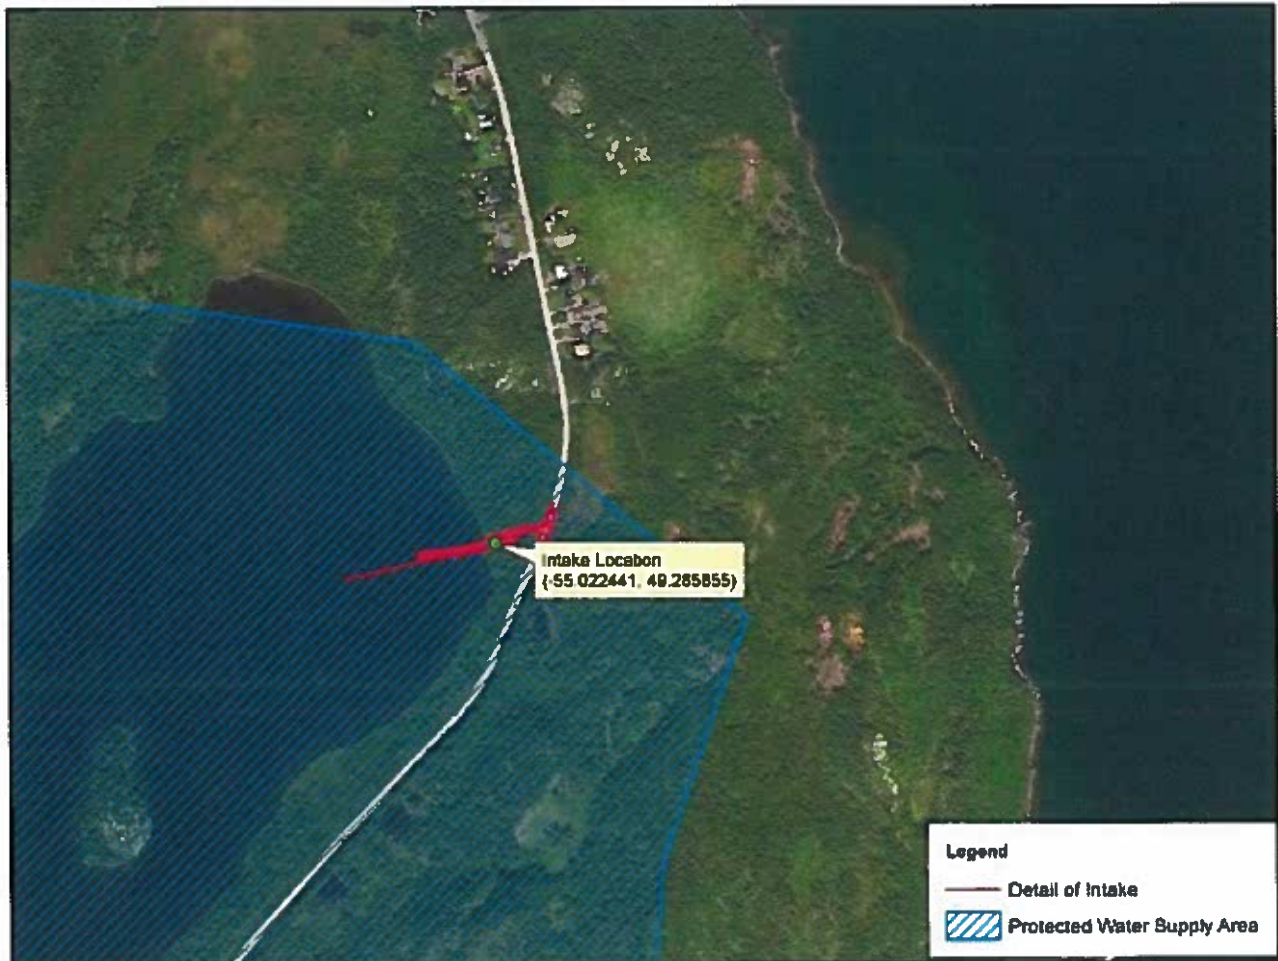 Intake Location
(-55.022441, 49.285855)
Legend
Detail of Intake
Protected Water Supply Area